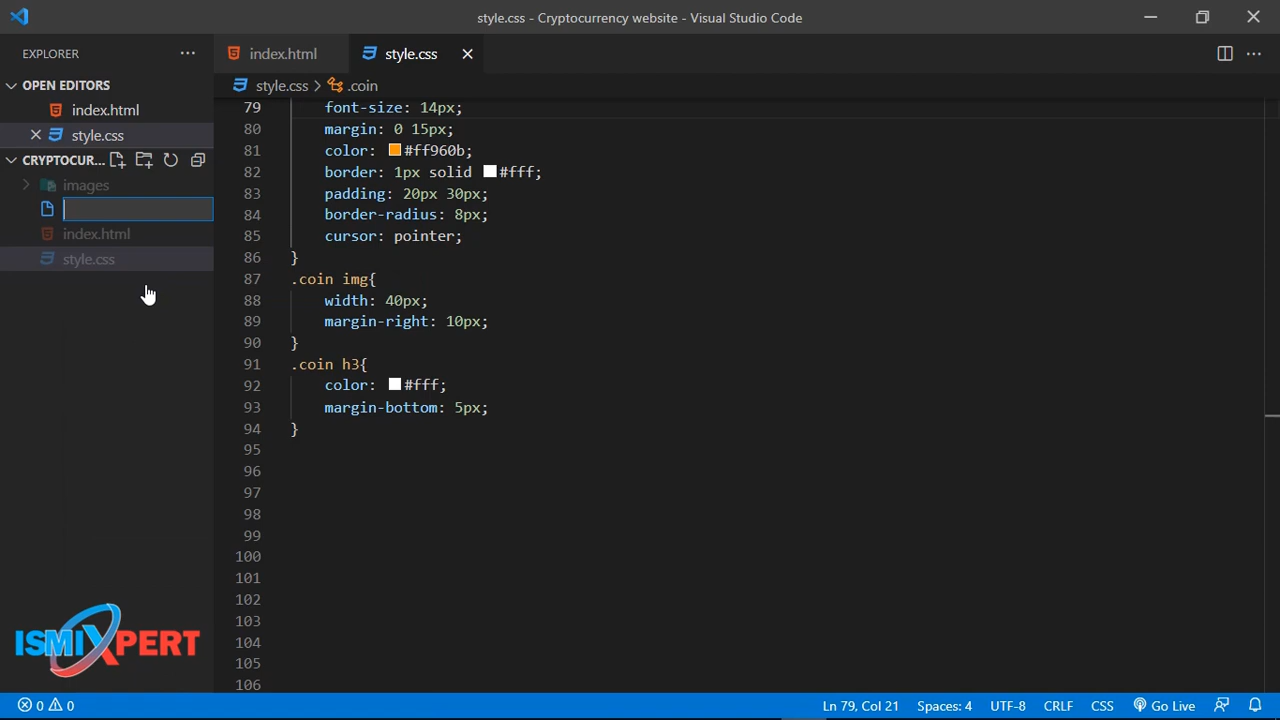 style.css - Cryptocurrency website - Visual Studio Code
EXPLORER
index.html
style.css
OPEN EDITORS
style.css > .coin
index.html
style.css
CRYPTOCUR...
images
index.html
style.css
79 font-size: 14px;
80 margin: 0 15px;
81 color: #ff960b;
82 border: 1px solid #fff;
83 padding: 20px 30px;
84 border-radius: 8px;
85 cursor: pointer;
86 }
87 .coin img{
88 width: 40px;
89 margin-right: 10px;
90 }
91 .coin h3{
92 color: #fff;
93 margin-bottom: 5px;
94 }
95
96
97
98
99
100
101
102
103
104
105
106
ISMIXPERT
0 0
Ln 79, Col 21 Spaces: 4 UTF-8 CRLF CSS Go Live